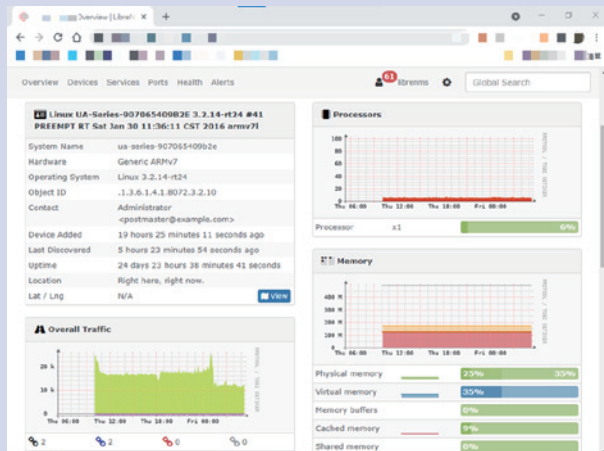 Overview | LibreN
Overview Devices Services Ports Health Alerts
61
librenms
Global Search
Linux UA-Series-907065409B2E 3.2.14-rt24 #41
PREEMPT RT Sat Jan 30 11:36:11 CST 2016 armv7l
System Name ua-series-907065409b2e
Hardware Generic ARMv7
Operating System Linux 3.2.14-rt24
Object ID .1.3.6.1.4.1.8072.3.2.10
Contact Administrator
<postmaster@example.com>
Device Added 19 hours 25 minutes 11 seconds ago
Last Discovered 5 hours 23 minutes 54 seconds ago
Uptime 24 days 23 hours 38 minutes 41 seconds
Location Right here, right now.
Lat / Lng N/A
View
Overall Traffic
20 k
10 k
0
Thu 06:00 Thu 12:00 Thu 18:00 Fri 00:00
2 2 0 0
Processors
100
80
60
40
20
0
Thu 06:00 Thu 12:00 Thu 18:00 Fri 00:00
Processor x1 6%
Memory
400 M
300 M
200 M
100 M
Thu 06:00 Thu 12:00 Thu 18:00 Fri 00:00
Physical memory 25% 35%
Virtual memory 35%
Memory buffers 0%
Cached memory 9%
Shared memory 0%